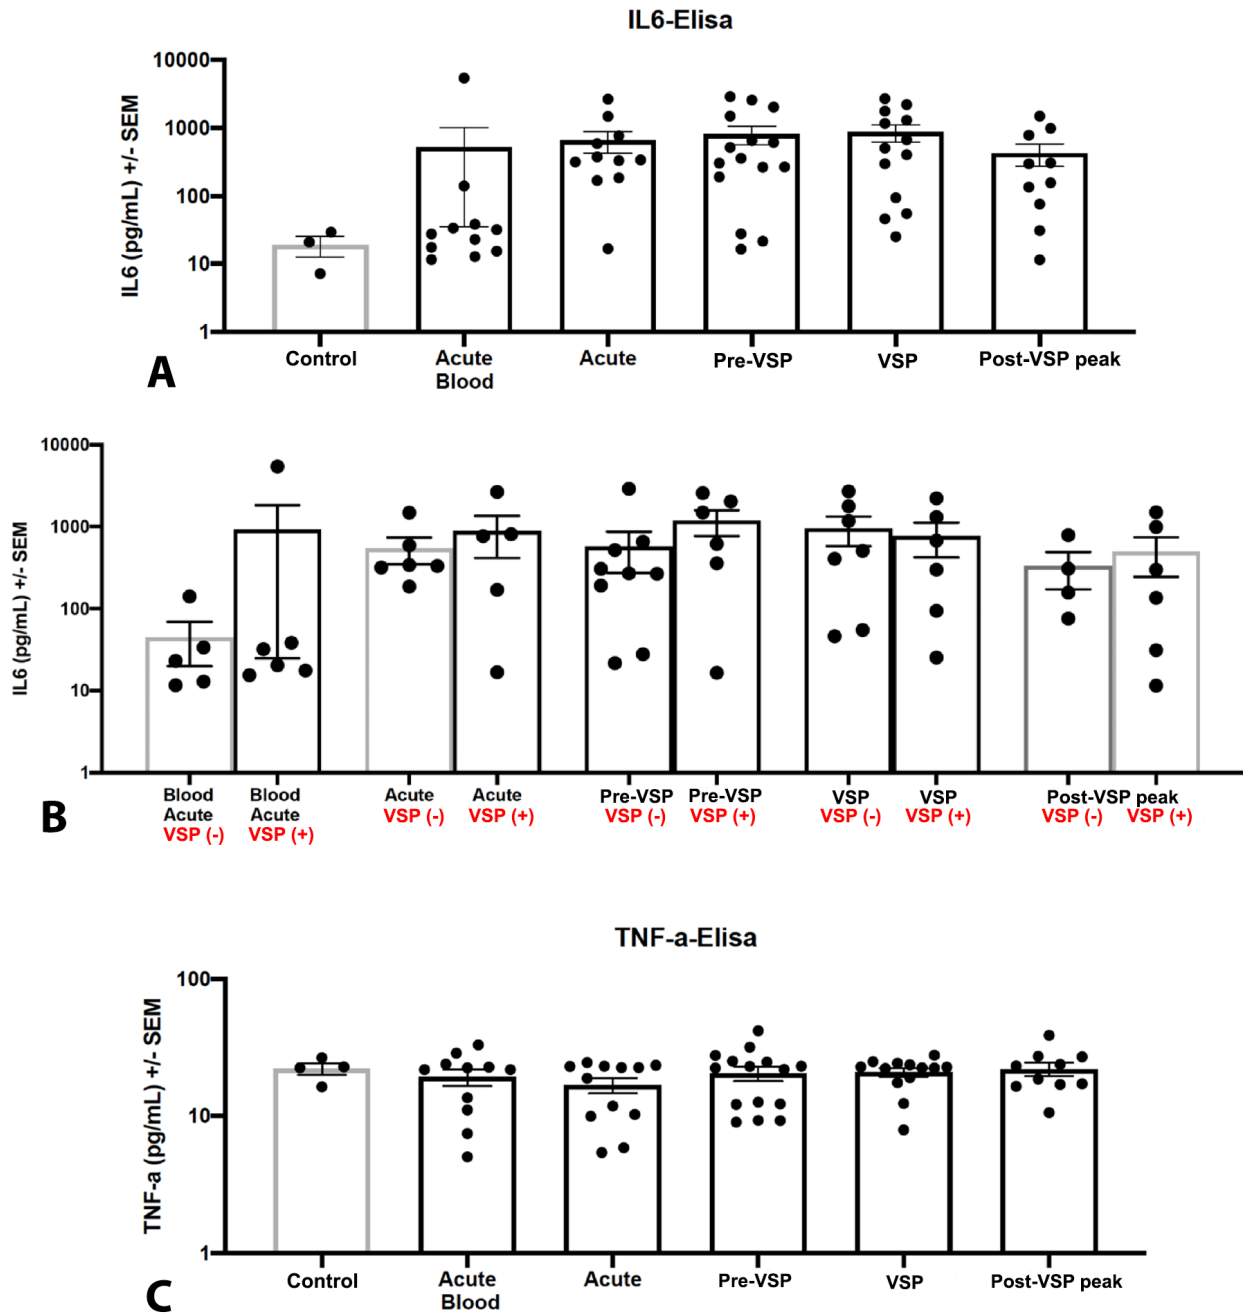 IL6-Elisa
IL6 (pg/mL) +/- SEM
10000
1000
100
10
1
Control
Acute
Blood
Acute
Pre-VSP
VSP
Post-VSP peak
A
IL6 (pg/mL) +/- SEM
10000
1000
100
10
1
Blood
Acute
VSP (-)
Blood
Acute
VSP (+)
Acute
VSP (-)
Acute
VSP (+)
Pre-VSP
VSP (-)
Pre-VSP
VSP (+)
VSP
VSP (-)
VSP
VSP (+)
Post-VSP peak
VSP (-)
VSP (+)
B
TNF-a-Elisa
TNF-a (pg/mL) +/- SEM
100
10
1
Control
Acute
Blood
Acute
Pre-VSP
VSP
Post-VSP peak
C